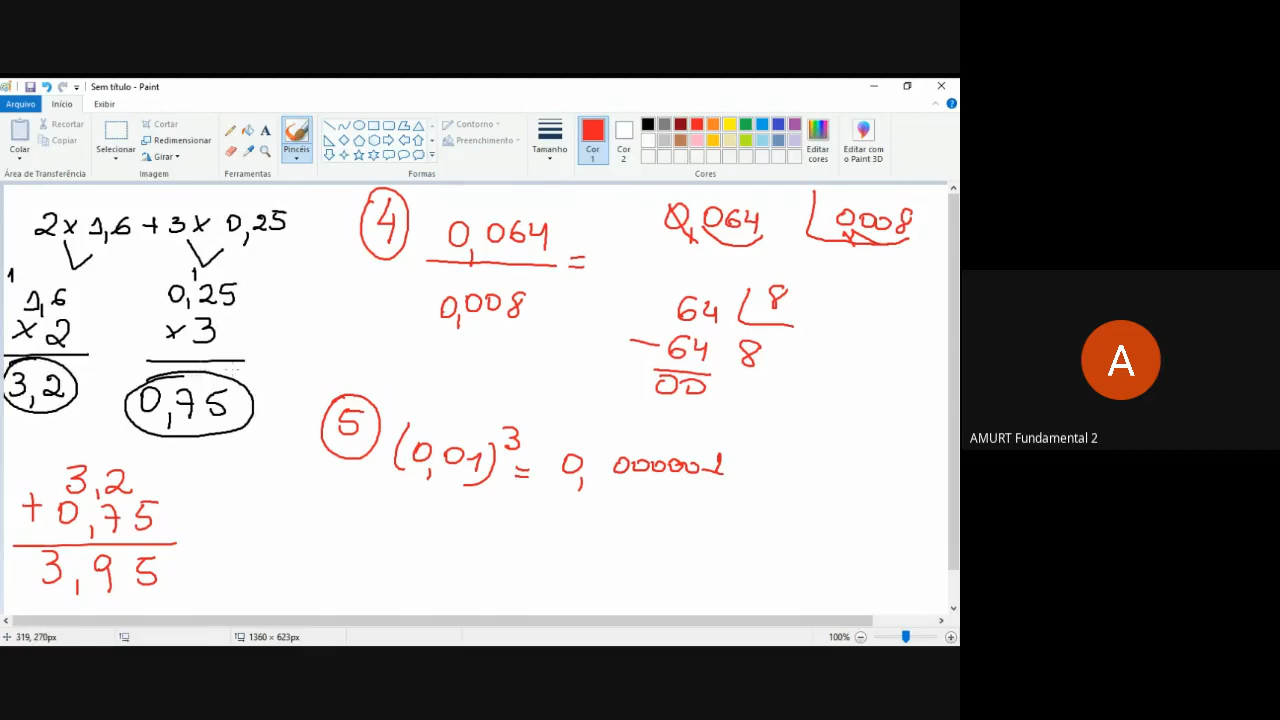 Sem título - Paint
Arquivo Início Exibir
Colar
Recortar
Copiar
Área de Transferência
Selecionar
Cortar
Redimensionar
Girar
Imagem
A
Ferramentas
Pincéis
Contorno
Preenchimento
Formas
Tamanho
Cor 1
Cor 2
Editar cores
Cores
Editar com o Paint 3D
2 x 1,6 + 3 x 0,25
1
1,6
x 2
3,2
1
0,25
x 3
0,75
3,2
+ 0,75
3,95
4
0,064
0,008
=
0,064 0,008
64 8
- 64 8
00
5 (0,01)³ = 0,000001
319, 270px 1360 × 623px 100%
A
AMURT Fundamental 2